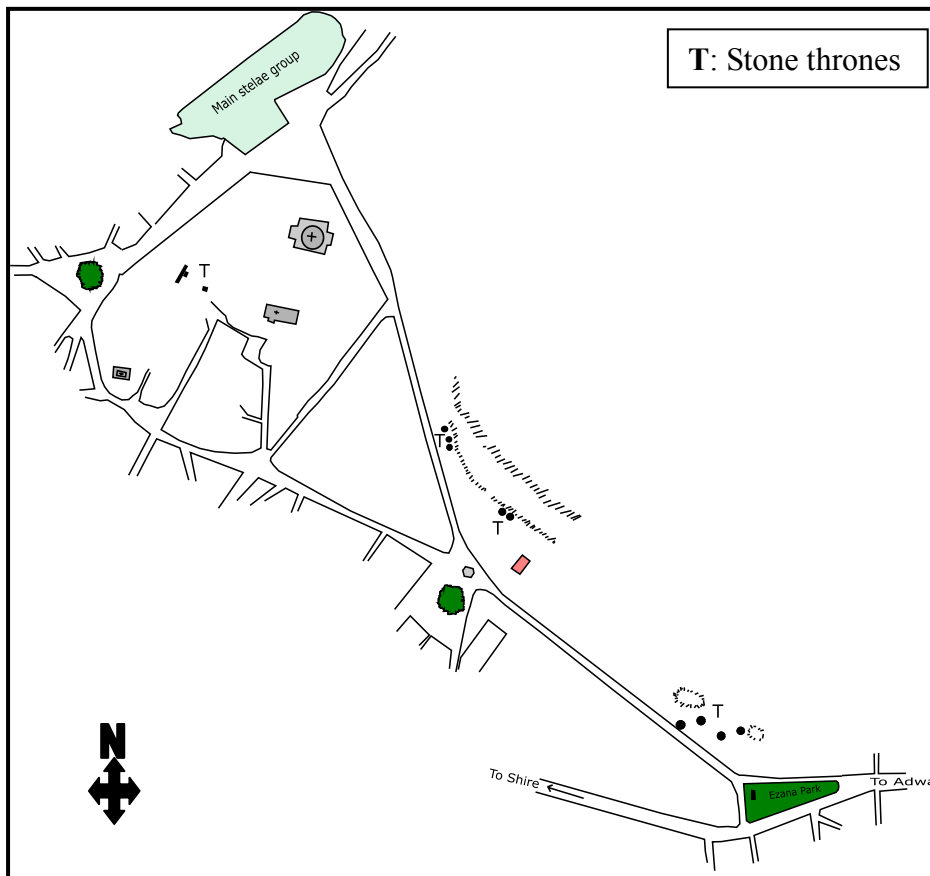 Main stelae group
T: Stone thrones
T
T
T
T
N
To Shire
Ezana Park
To Adwa